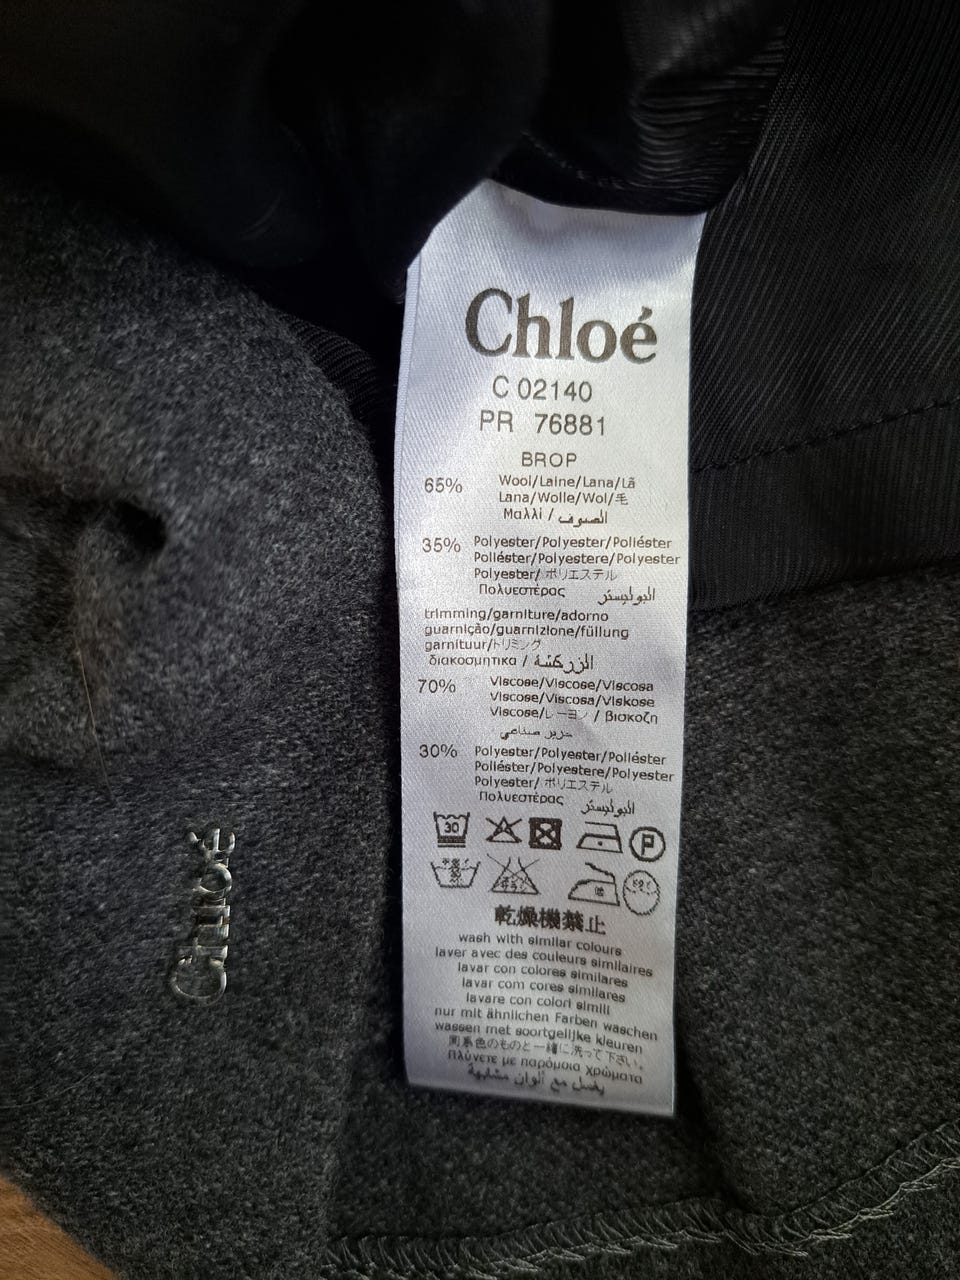 Chloé
C 02140
PR 76881
BROP
65% Wool/Laine/Lana/Lã
Lana/Wolle/Wol/毛
Μαλλί / الصوف
35% Polyester/Polyester/Poliéster
Poliéster/Polyestere/Polyester
Polyester/ポリエステル
Πολυεστέρας البوليستر
trimming/garniture/adorno
guarnição/guarnizione/füllung
garnituur/トリミング
διακοσμητικα / الزركشة
70% Viscose/Viscose/Viscosa
Viscose/Viscosa/Viskose
Viscose/レーヨン / βισκοζη
حرير صناعي
30% Polyester/Polyester/Poliéster
Poliéster/Polyestere/Polyester
Polyester/ポリエステル
Πολυεστέρας البوليستر
30 P
乾燥機禁止
wash with similar colours
laver avec des couleurs similaires
lavar con colores similares
lavar com cores similares
lavare con colori simili
nur mit ähnlichen Farben waschen
wassen met soortgelijke kleuren
同系色のものと一緒に洗って下さい。
Πλύνετε με παρόμοια χρώματα
يغسل مع ألوان مشابهة
Chloé